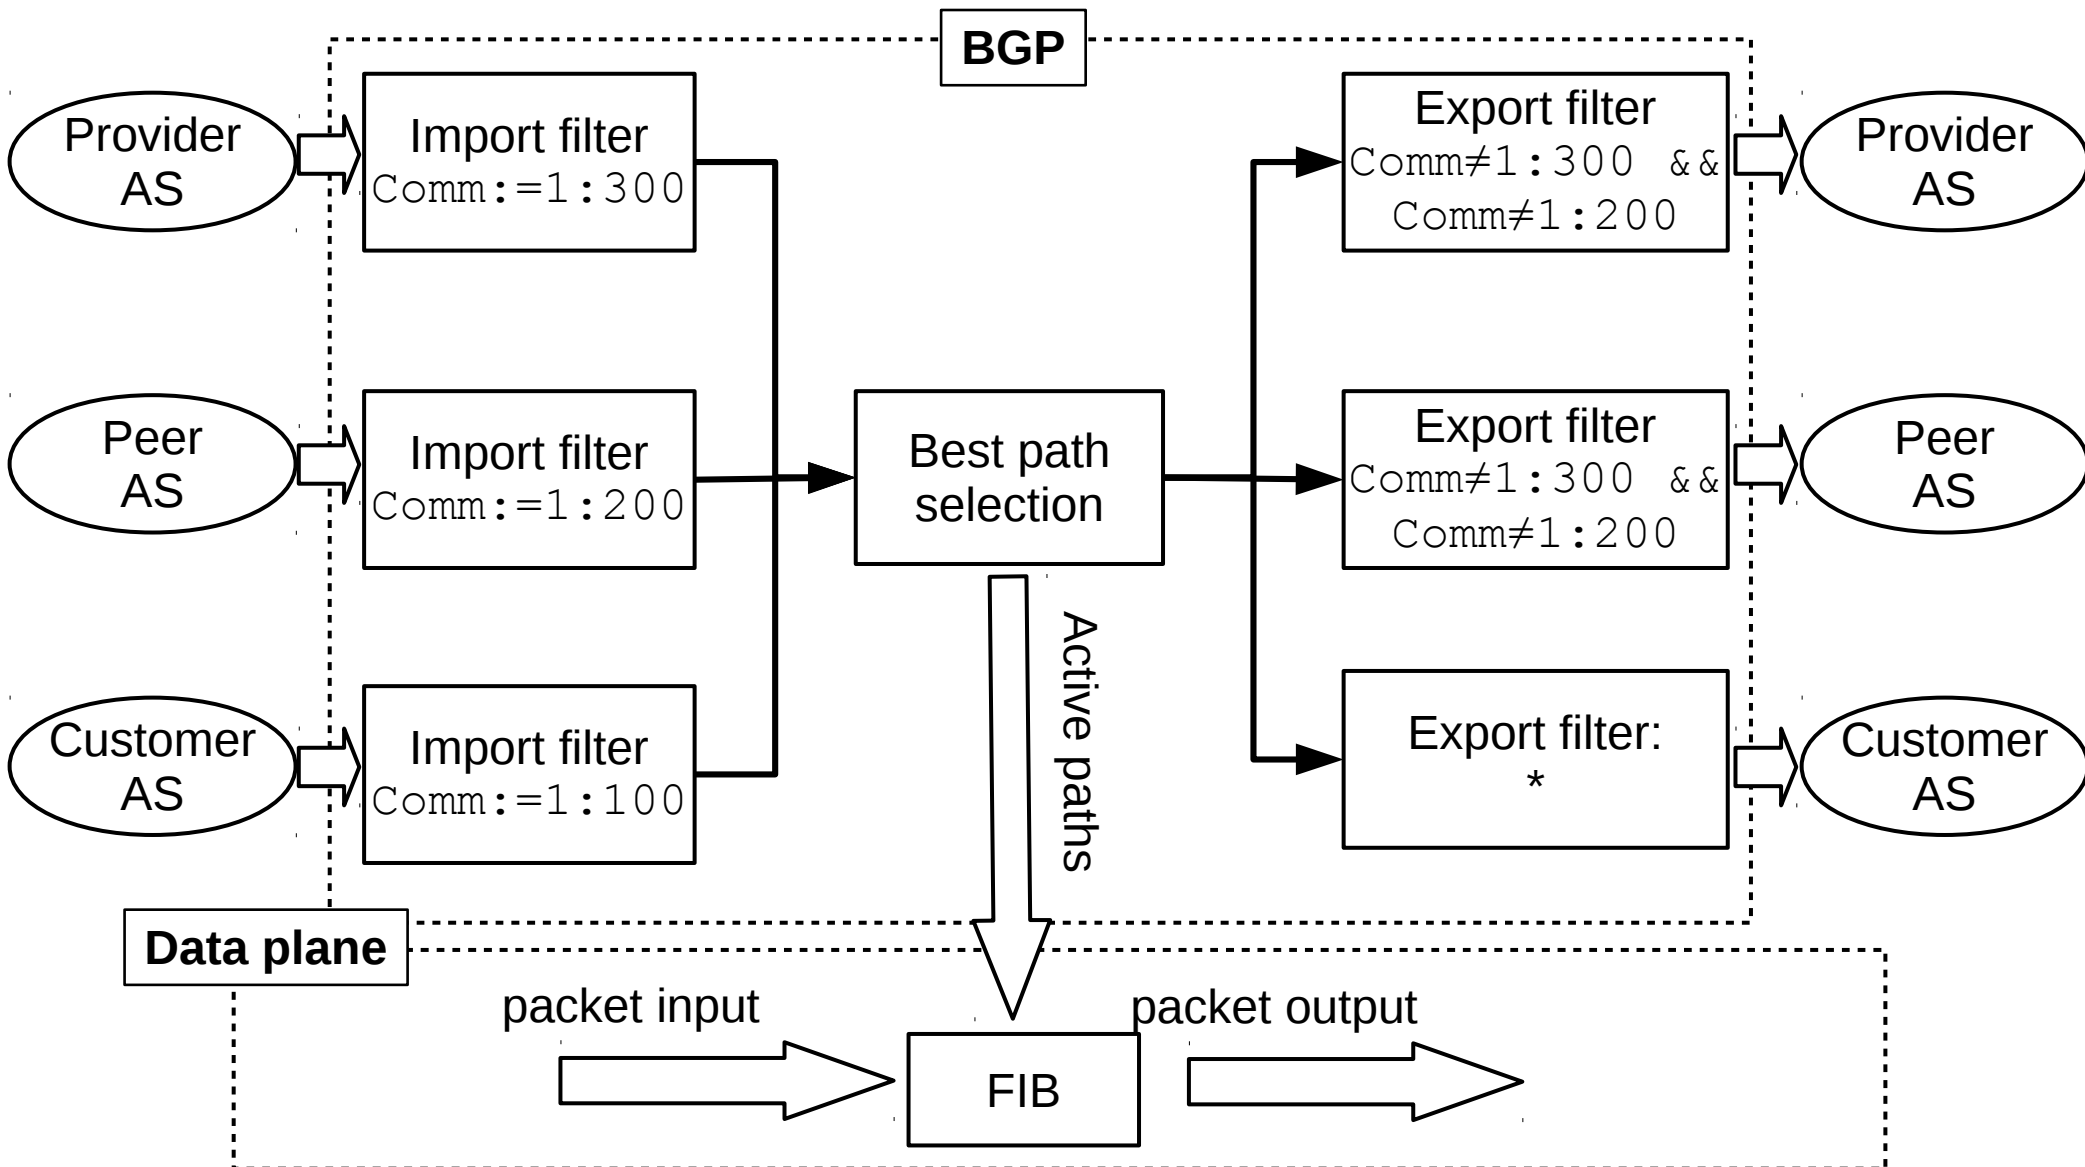 BGP
Provider
AS
Import filter
Comm:=1:300
Export filter
Comm≠1:300 &&
Comm≠1:200
Provider
AS
Peer
AS
Import filter
Comm:=1:200
Best path
selection
Export filter
Comm≠1:300 &&
Comm≠1:200
Peer
AS
Active paths
Customer
AS
Import filter
Comm:=1:100
Export filter:
*
Customer
AS
Data plane
packet input
FIB
packet output